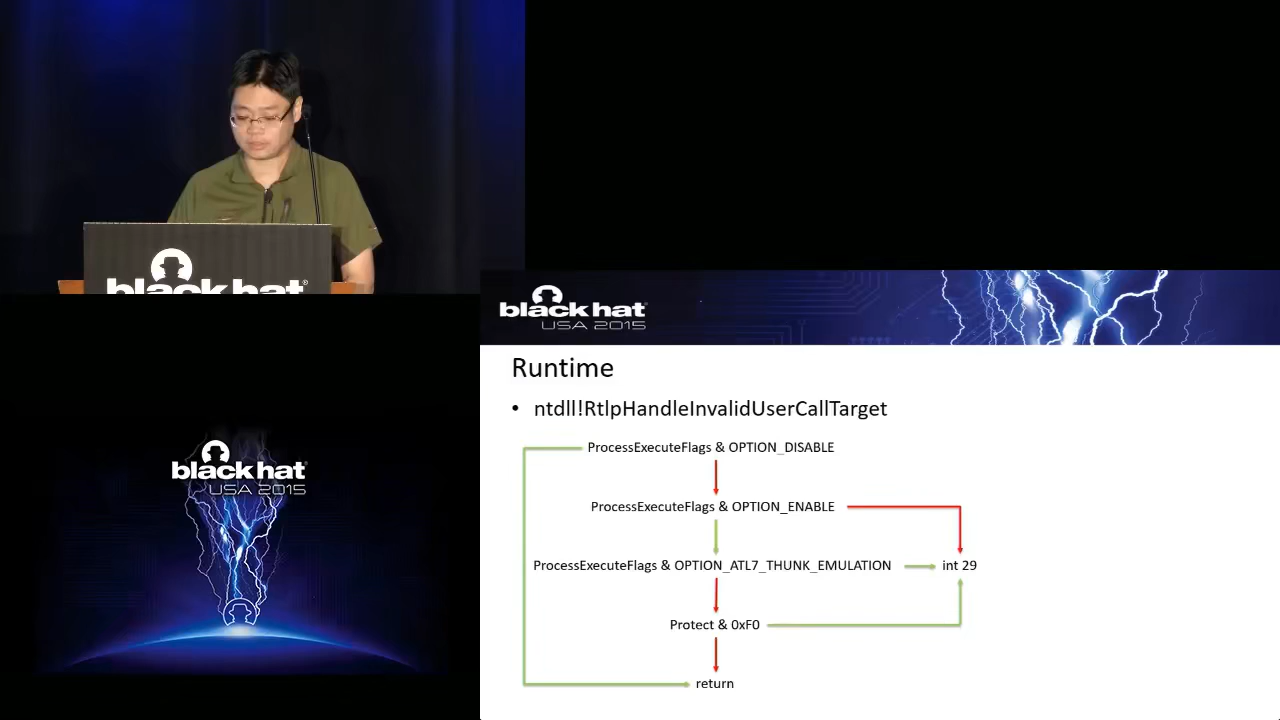 black hat
black hat
USA 2015
black hat
USA 2015
Runtime
• ntdll!RtlpHandleInvalidUserCallTarget
ProcessExecuteFlags & OPTION_DISABLE
ProcessExecuteFlags & OPTION_ENABLE
ProcessExecuteFlags & OPTION_ATL7_THUNK_EMULATION
int 29
Protect & 0xF0
return